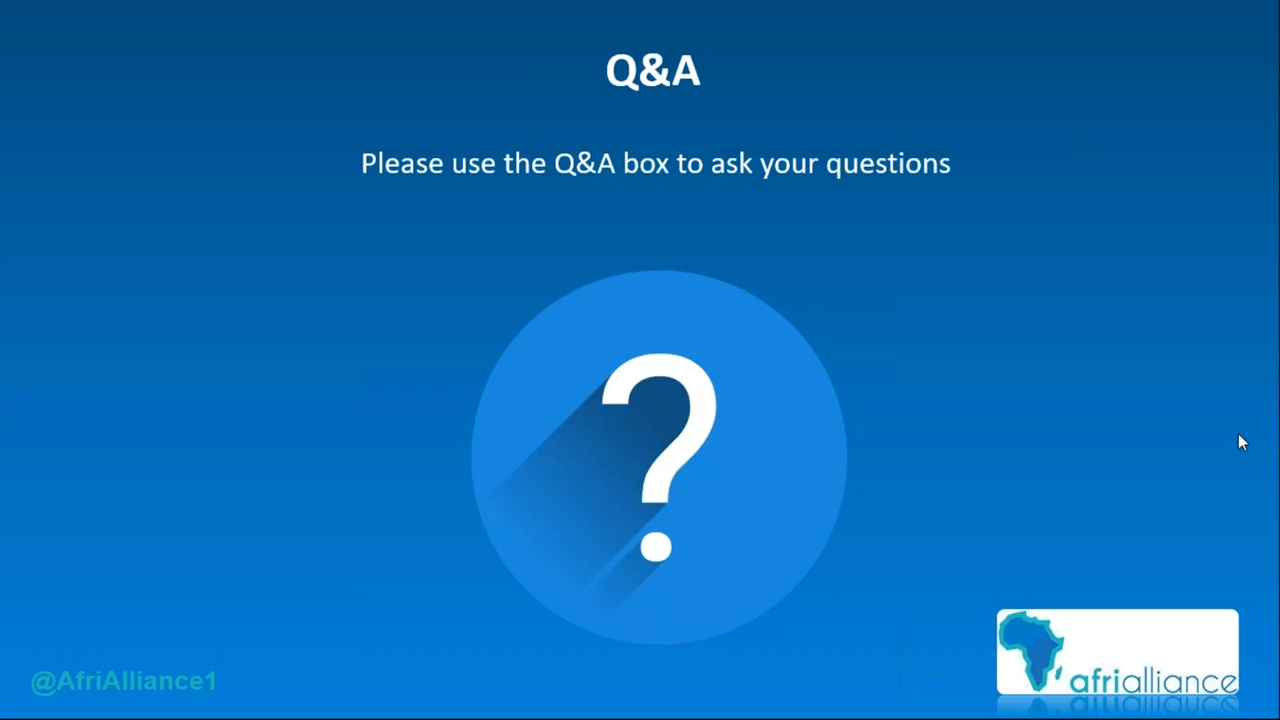 Q&A
Please use the Q&A box to ask your questions
?
@AfriAlliance1
afrialliance